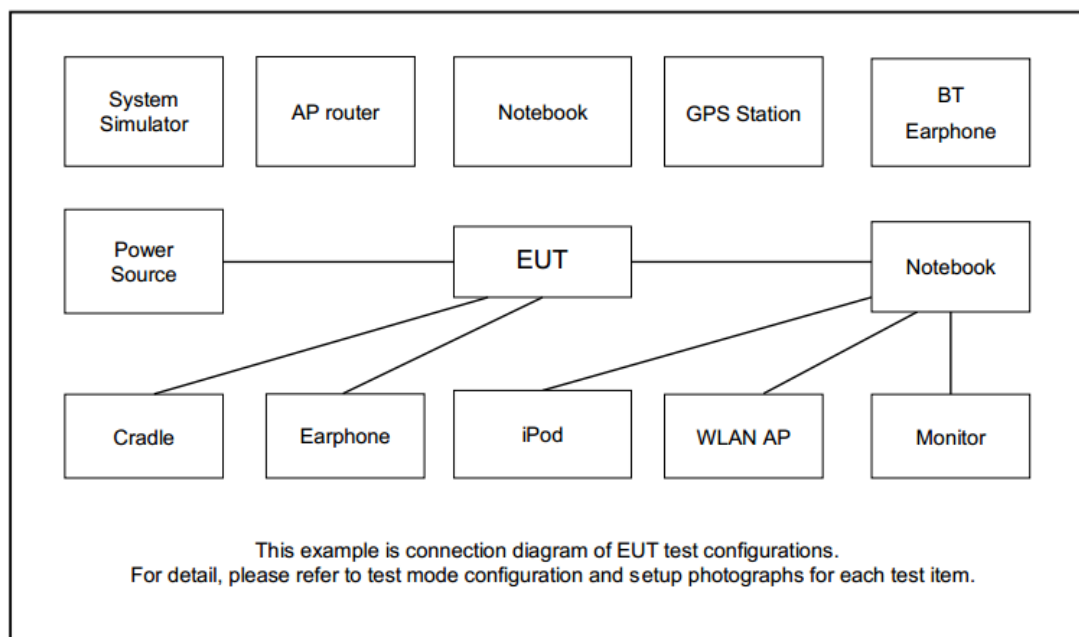 System
Simulator
AP router
Notebook
GPS Station
BT
Earphone
Power
Source
EUT
Notebook
Cradle
Earphone
iPod
WLAN AP
Monitor
This example is connection diagram of EUT test configurations.
For detail, please refer to test mode configuration and setup photographs for each test item.